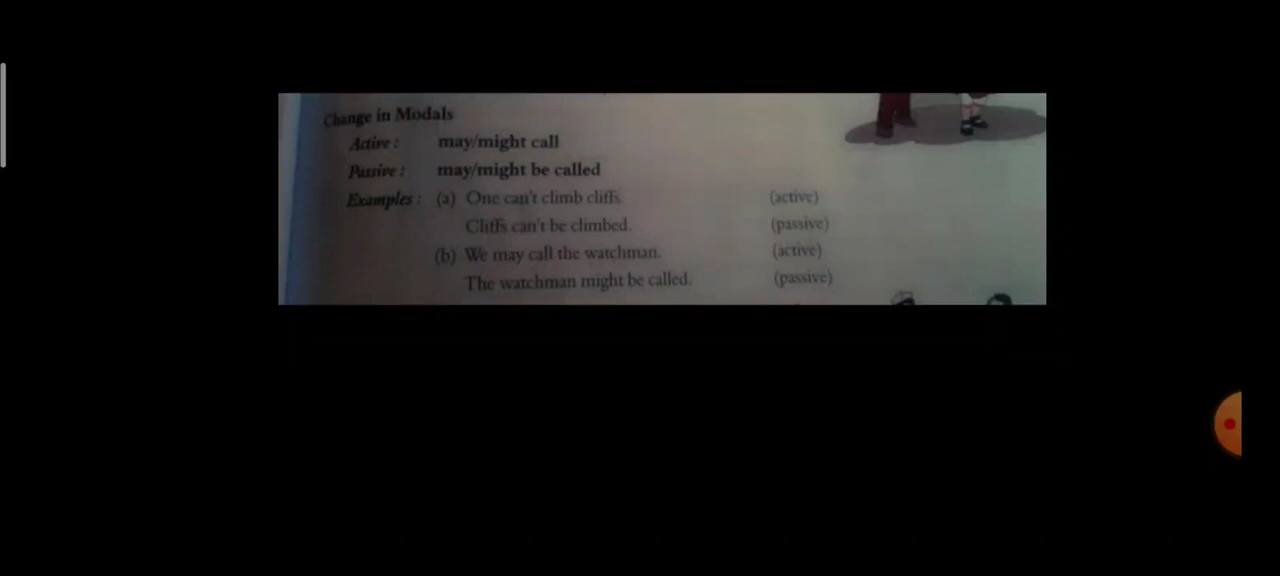 Change in Modals
Active : may/might call
Passive : may/might be called
Examples : (a) One can't climb cliffs. (active)
Cliffs can't be climbed. (passive)
(b) We may call the watchman. (active)
The watchman might be called. (passive)